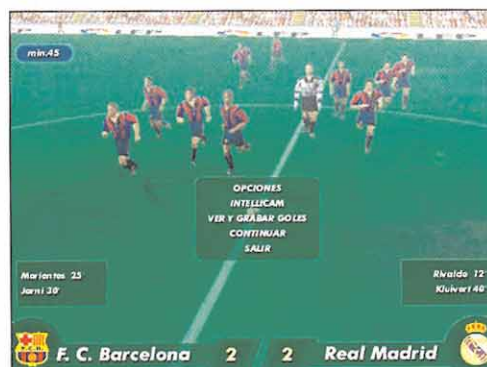 min.45
OPCIONES
INTELLICAM
VER Y GRABAR GOLES
CONTINUAR
SALIR
Morientes 25'
Jarni 30'
Rivaldo 12'
Kluivert 40'
F. C. Barcelona 2 2 Real Madrid